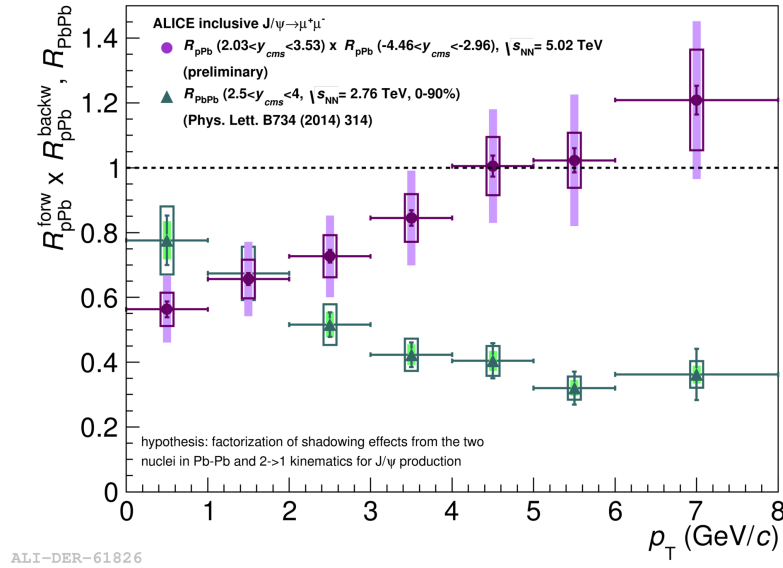 ALICE inclusive J/ψ→μ⁺μ⁻
R_pPb (2.03<y_cms<3.53) x R_pPb (-4.46<y_cms<-2.96), √s_NN= 5.02 TeV
(preliminary)
R_PbPb (2.5<y_cms<4, √s_NN= 2.76 TeV, 0-90%)
(Phys. Lett. B734 (2014) 314)
R_pPb^forw x R_pPb^backw , R_PbPb
1.4
1.2
1
0.8
0.6
0.4
0.2
0
hypothesis: factorization of shadowing effects from the two
nuclei in Pb-Pb and 2->1 kinematics for J/ψ production
0 1 2 3 4 5 6 7 8
p_T (GeV/c)
ALI-DER-61826